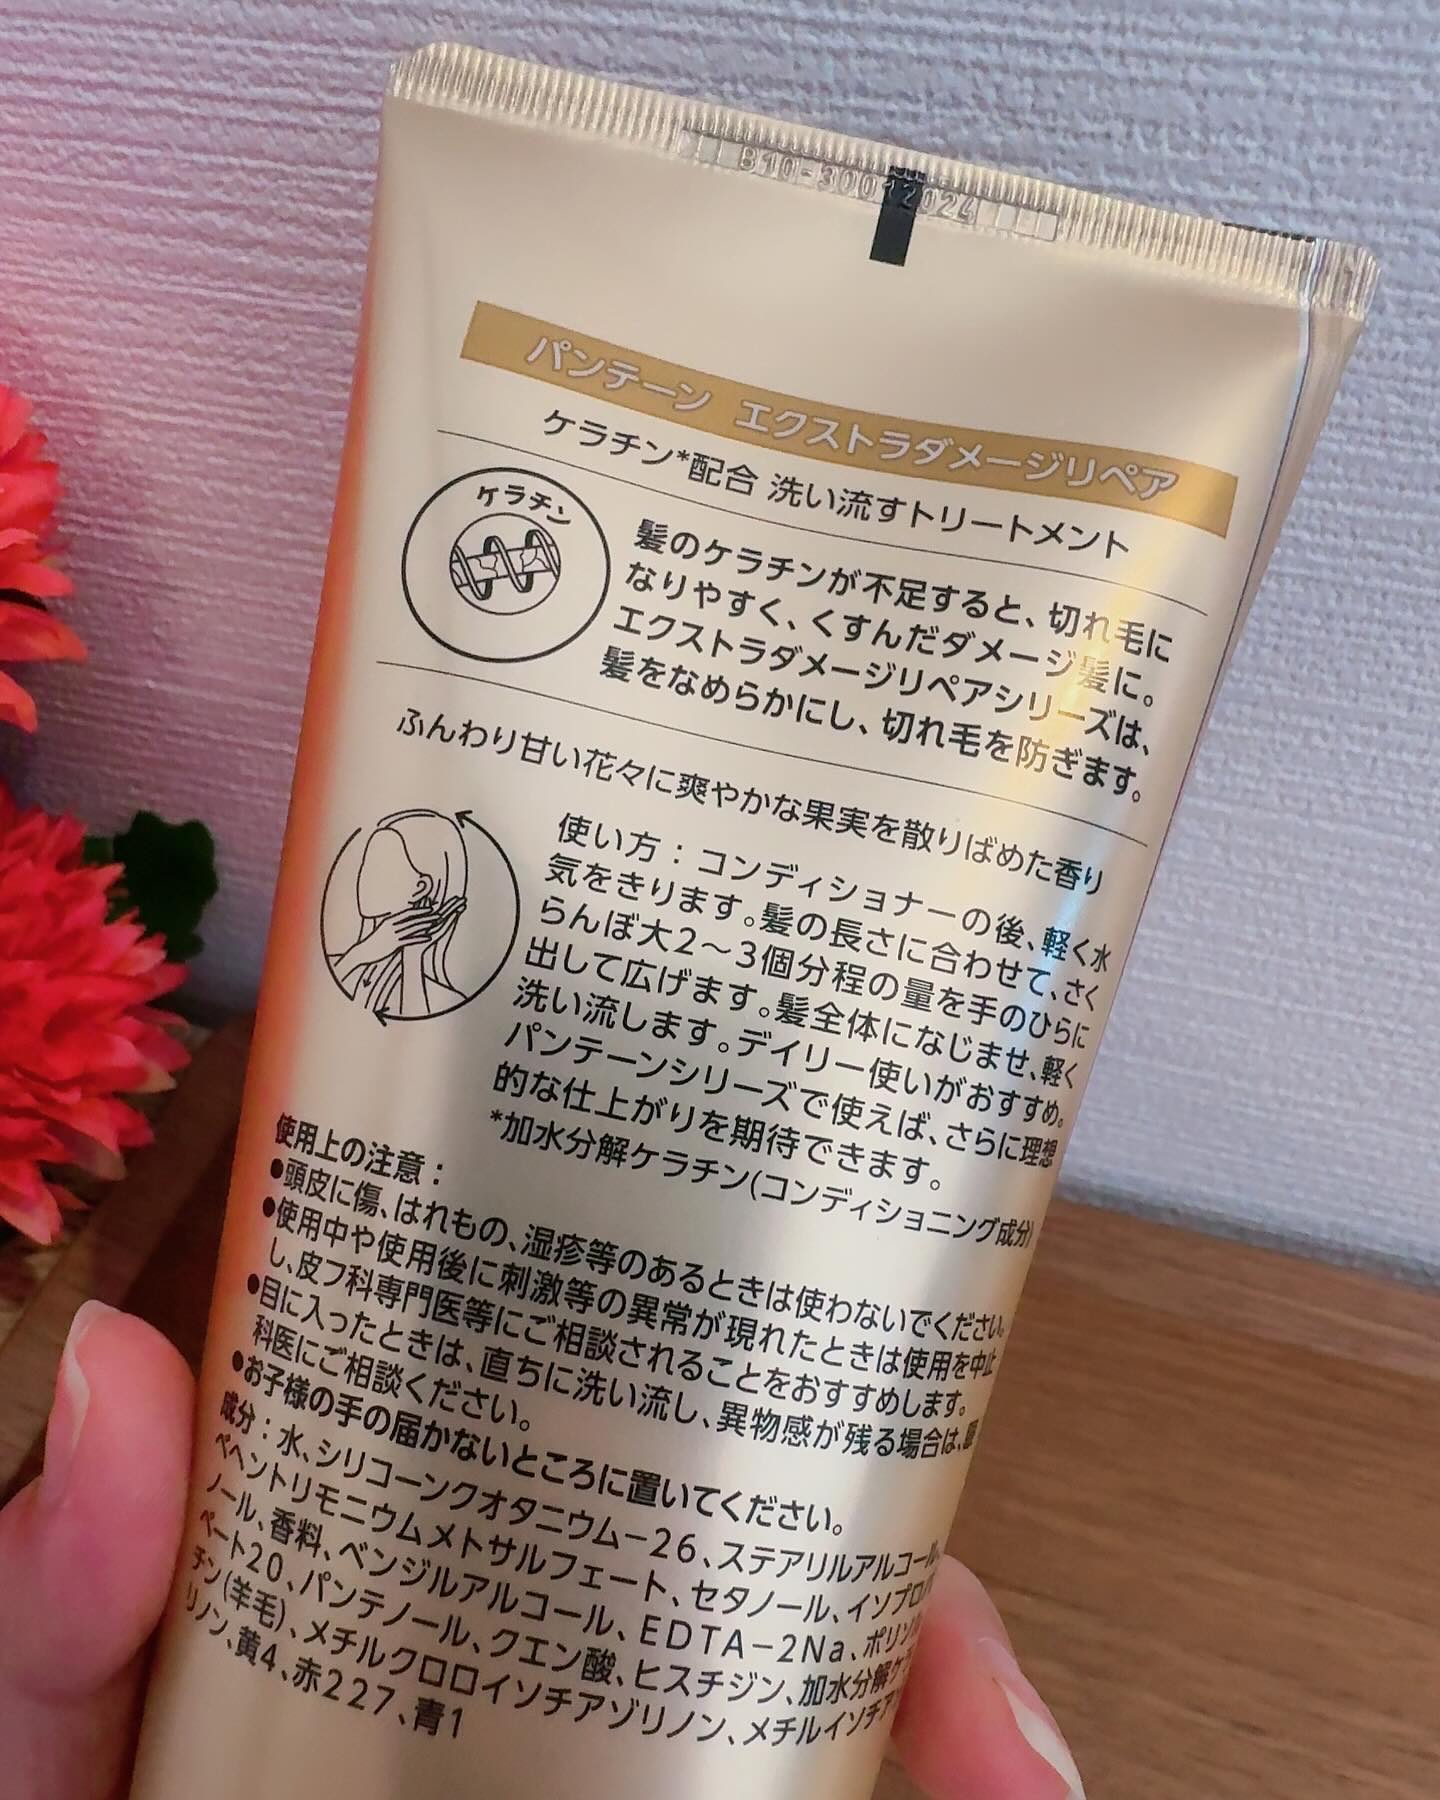 B10-30012024
パンテーン エクストラダメージリペア
ケラチン*配合 洗い流すトリートメント
ケラチン
髪のケラチンが不足すると、切れ毛に
なりやすく、くすんだダメージ髪に。
エクストラダメージリペアシリーズは、
髪をなめらかにし、切れ毛を防ぎます。
ふんわり甘い花々に爽やかな果実を散りばめた香り
使い方：コンディショナーの後、軽く水
気をきります。髪の長さに合わせて、さく
らんぼ大2〜3個分程の量を手のひらに
出して広げます。髪全体になじませ、軽く
洗い流します。デイリー使いがおすすめ。
パンテーンシリーズで使えば、さらに理想
的な仕上がりを期待できます。
*加水分解ケラチン(コンディショニング成分)
使用上の注意：
●頭皮に傷、はれもの、湿疹等のあるときは使わないでください。
●使用中や使用後に刺激等の異常が現れたときは使用を中止
し、皮フ科専門医等にご相談されることをおすすめします。
●目に入ったときは、直ちに洗い流し、異物感が残る場合は、眼
科医にご相談ください。
●お子様の手の届かないところに置いてください。
成分：水、シリコーンクオタニウム−26、ステアリルアルコール、
ベヘントリモニウムメトサルフェート、セタノール、イソプロパ
ノール、香料、ベンジルアルコール、EDTA−2Na、ポリソル
ベート20、パンテノール、クエン酸、ヒスチジン、加水分解ケラ
チン(羊毛)、メチルクロロイソチアゾリノン、メチルイソチア
リノン、黄4、赤227、青1